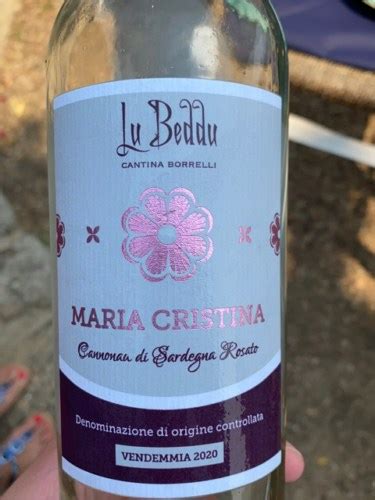 Lu Beddu
CANTINA BORRELLI
MARIA CRISTINA
Cannonau di Sardegna Rosato
Denominazione di origine controllata
VENDEMMIA 2020